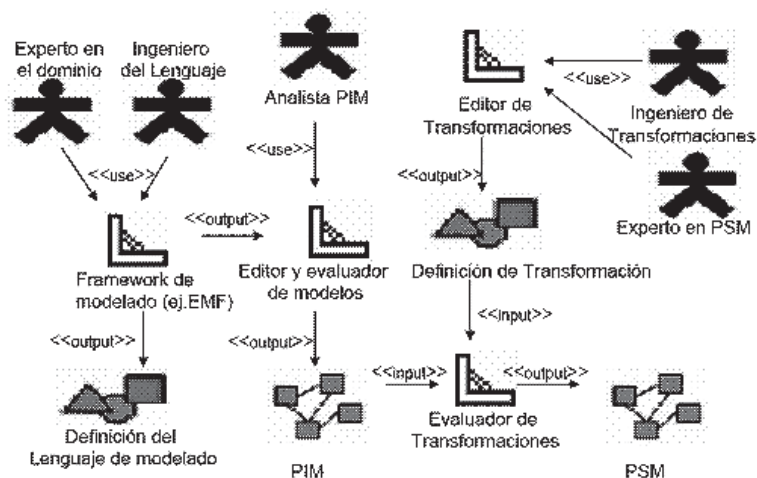 Experto en
el dominio
Ingeniero
del Lenguaje
Analista PIM
<<use>>
<<use>>
<<use>>
Editor de
Transformaciones
Ingeniero de
Transformaciones
<<output>>
Experto en PSM
<<output>>
Framework de
modelado (ej.EMF)
Editor y evaluador
de modelos
Definición de Transformación
<<output>>
<<output>>
<<input>>
<<input>>
<<output>>
Definición del
Lenguaje de modelado
PIM
Evaluador de
Transformaciones
PSM